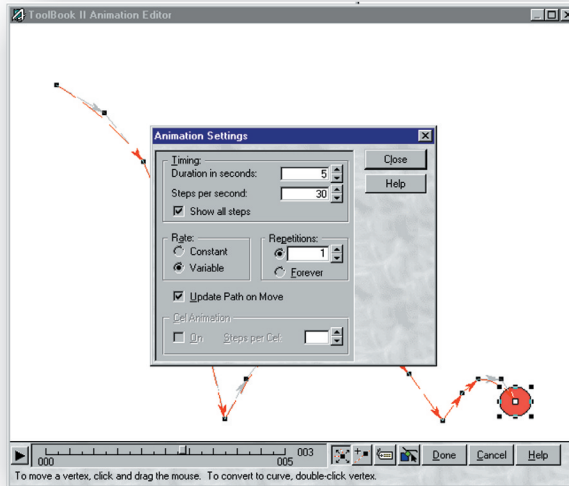 ToolBook II Animation Editor
Animation Settings
Timing:
Duration in seconds: 5
Steps per second: 30
Show all steps
Close
Help
Rate:
Constant
Variable
Repetitions:
1
Forever
Update Path on Move
Cel Animation
On Steps per Cel:
000 005 003
Done Cancel Help
To move a vertex, click and drag the mouse. To convert to curve, double-click vertex.